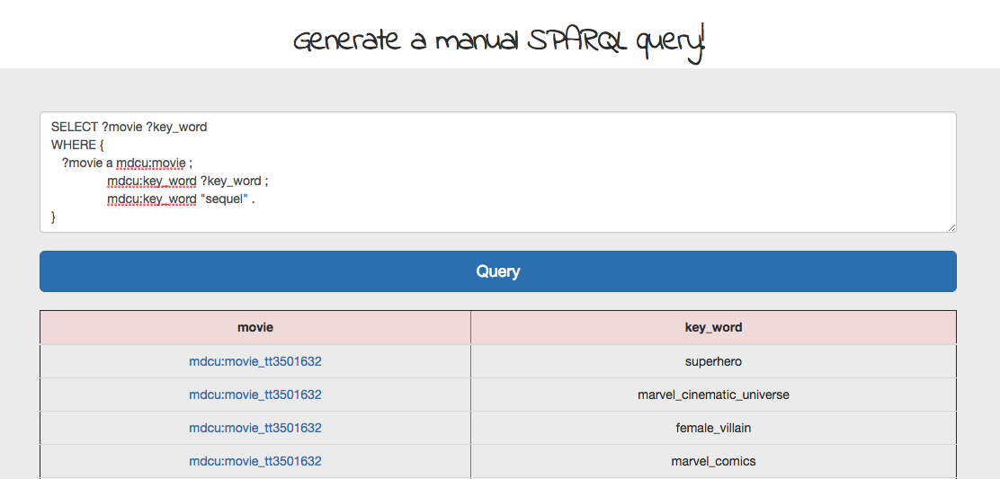 Generate a manual SPARQL query!
SELECT ?movie ?key_word
WHERE {
?movie a mdcu:movie ;
mdcu:key_word ?key_word ;
mdcu:key_word "sequel" .
}
Query
movie key_word
mdcu:movie_tt3501632 superhero
mdcu:movie_tt3501632 marvel_cinematic_universe
mdcu:movie_tt3501632 female_villain
mdcu:movie_tt3501632 marvel_comics